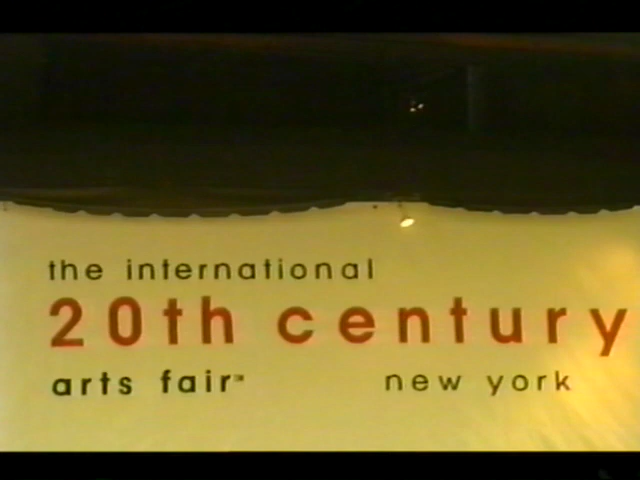 the international
20th century
arts fair™ new york